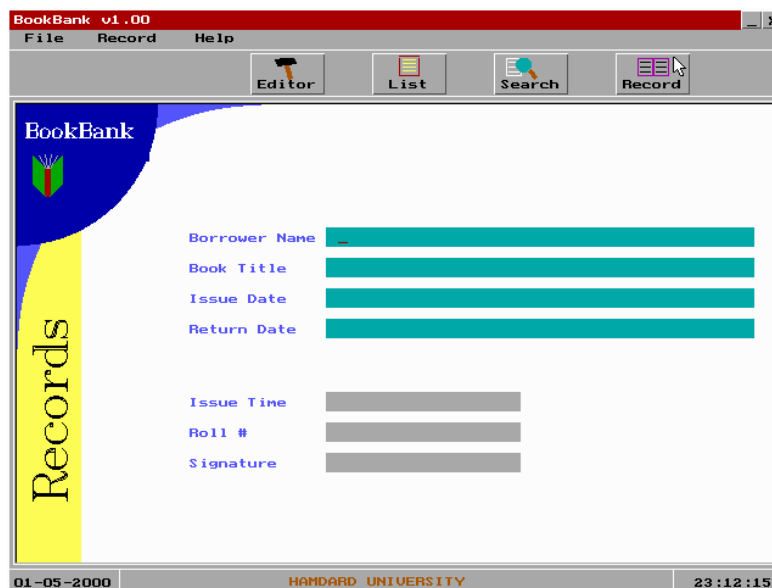 BookBank v1.00
File Record Help
Editor List Search Record
BookBank
Borrower Name
Book Title
Issue Date
Return Date
Issue Time
Roll #
Signature
Records
01-05-2000 HAMDARD UNIVERSITY 23:12:15